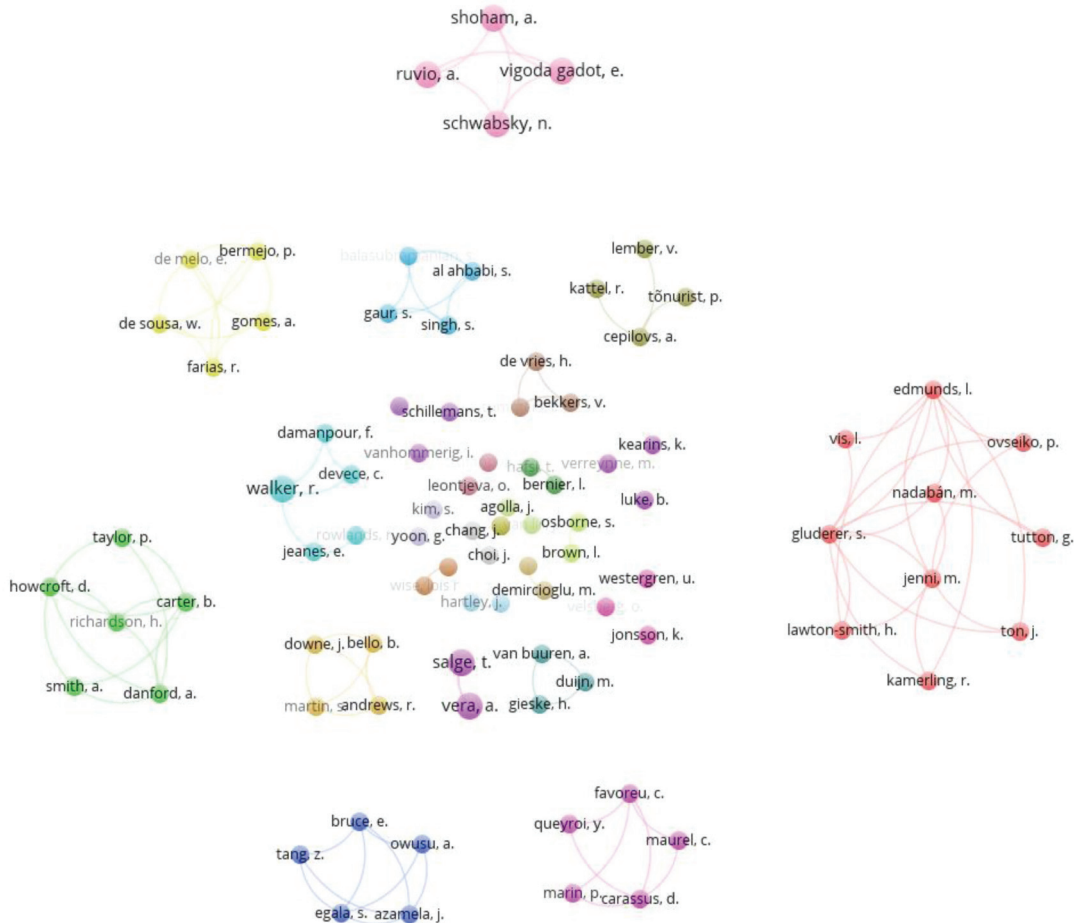 shoham, a.
ruvio, a.
vigoda gadot, e.
schwabsky, n.
de melo, e.
bermejo, p.
de sousa, w.
gomes, a.
farias, r.
al ahbabi, s.
gaur, s.
singh, s.
lember, v.
kattel, r.
tõnurist, p.
cepilovs, a.
de vries, h.
bekkers, v.
schillemans, t.
damanpour, f.
vanhommerig, i.
devece, c.
walker, r.
leontjeva, o.
hafsi, t.
bernier, l.
verreynne, m.
kearins, k.
luke, b.
kim, s.
agolla, j.
chang, j.
yoon, g.
osborne, s.
choi, j.
brown, l.
jeanes, e.
demircioglu, m.
hartley, j.
westergren, u.
jonsson, k.
edmunds, l.
vis, l.
ovseiko, p.
nadabán, m.
gluderer, s.
tutton, g.
jenni, m.
lawton-smith, h.
ton, j.
kamerling, r.
taylor, p.
howcroft, d.
carter, b.
richardson, h.
smith, a.
danford, a.
downe, j.
bello, b.
martin, s.
andrews, r.
salge, t.
vera, a.
van buuren, a.
duijn, m.
gieske, h.
bruce, e.
owusu, a.
tang, z.
egala, s.
azamela, j.
favoreu, c.
queyroi, y.
maurel, c.
marin, p.
carassus, d.